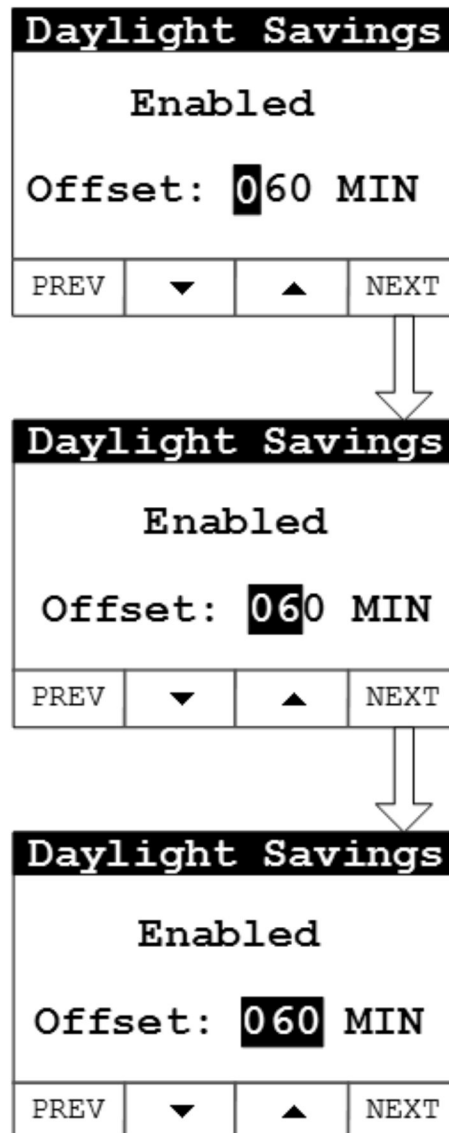 Daylight Savings
Enabled
Offset: 060 MIN
PREV ▼ ▲ NEXT
Daylight Savings
Enabled
Offset: 060 MIN
PREV ▼ ▲ NEXT
Daylight Savings
Enabled
Offset: 060 MIN
PREV ▼ ▲ NEXT